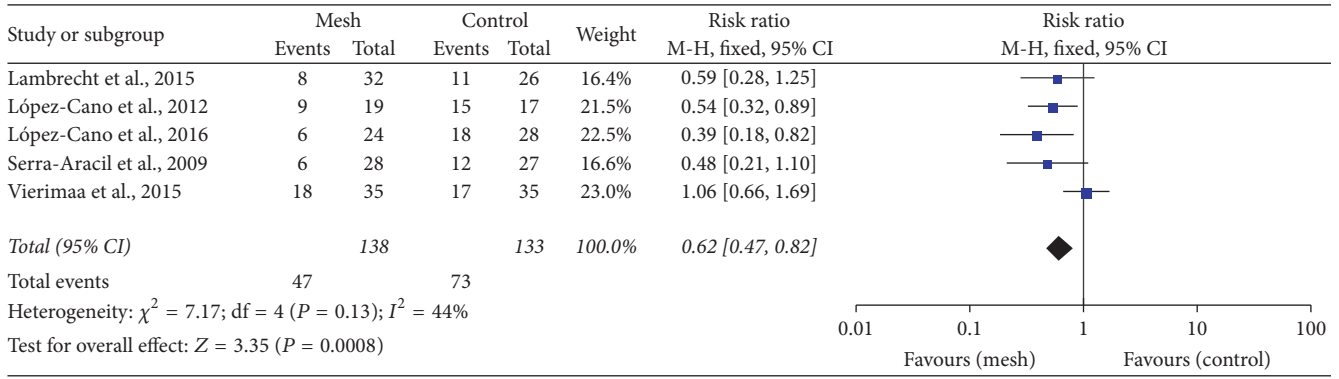 Study or subgroup Mesh Control Weight Risk ratio Risk ratio
Events Total Events Total M-H, fixed, 95% CI M-H, fixed, 95% CI
Lambrecht et al., 2015 8 32 11 26 16.4% 0.59 [0.28, 1.25]
López-Cano et al., 2012 9 19 15 17 21.5% 0.54 [0.32, 0.89]
López-Cano et al., 2016 6 24 18 28 22.5% 0.39 [0.18, 0.82]
Serra-Aracil et al., 2009 6 28 12 27 16.6% 0.48 [0.21, 1.10]
Vierimaa et al., 2015 18 35 17 35 23.0% 1.06 [0.66, 1.69]
Total (95% CI) 138 133 100.0% 0.62 [0.47, 0.82]
Total events 47 73
Heterogeneity: χ² = 7.17; df = 4 (P = 0.13); I² = 44%
Test for overall effect: Z = 3.35 (P = 0.0008)
0.01 0.1 1 10 100
Favours (mesh) Favours (control)